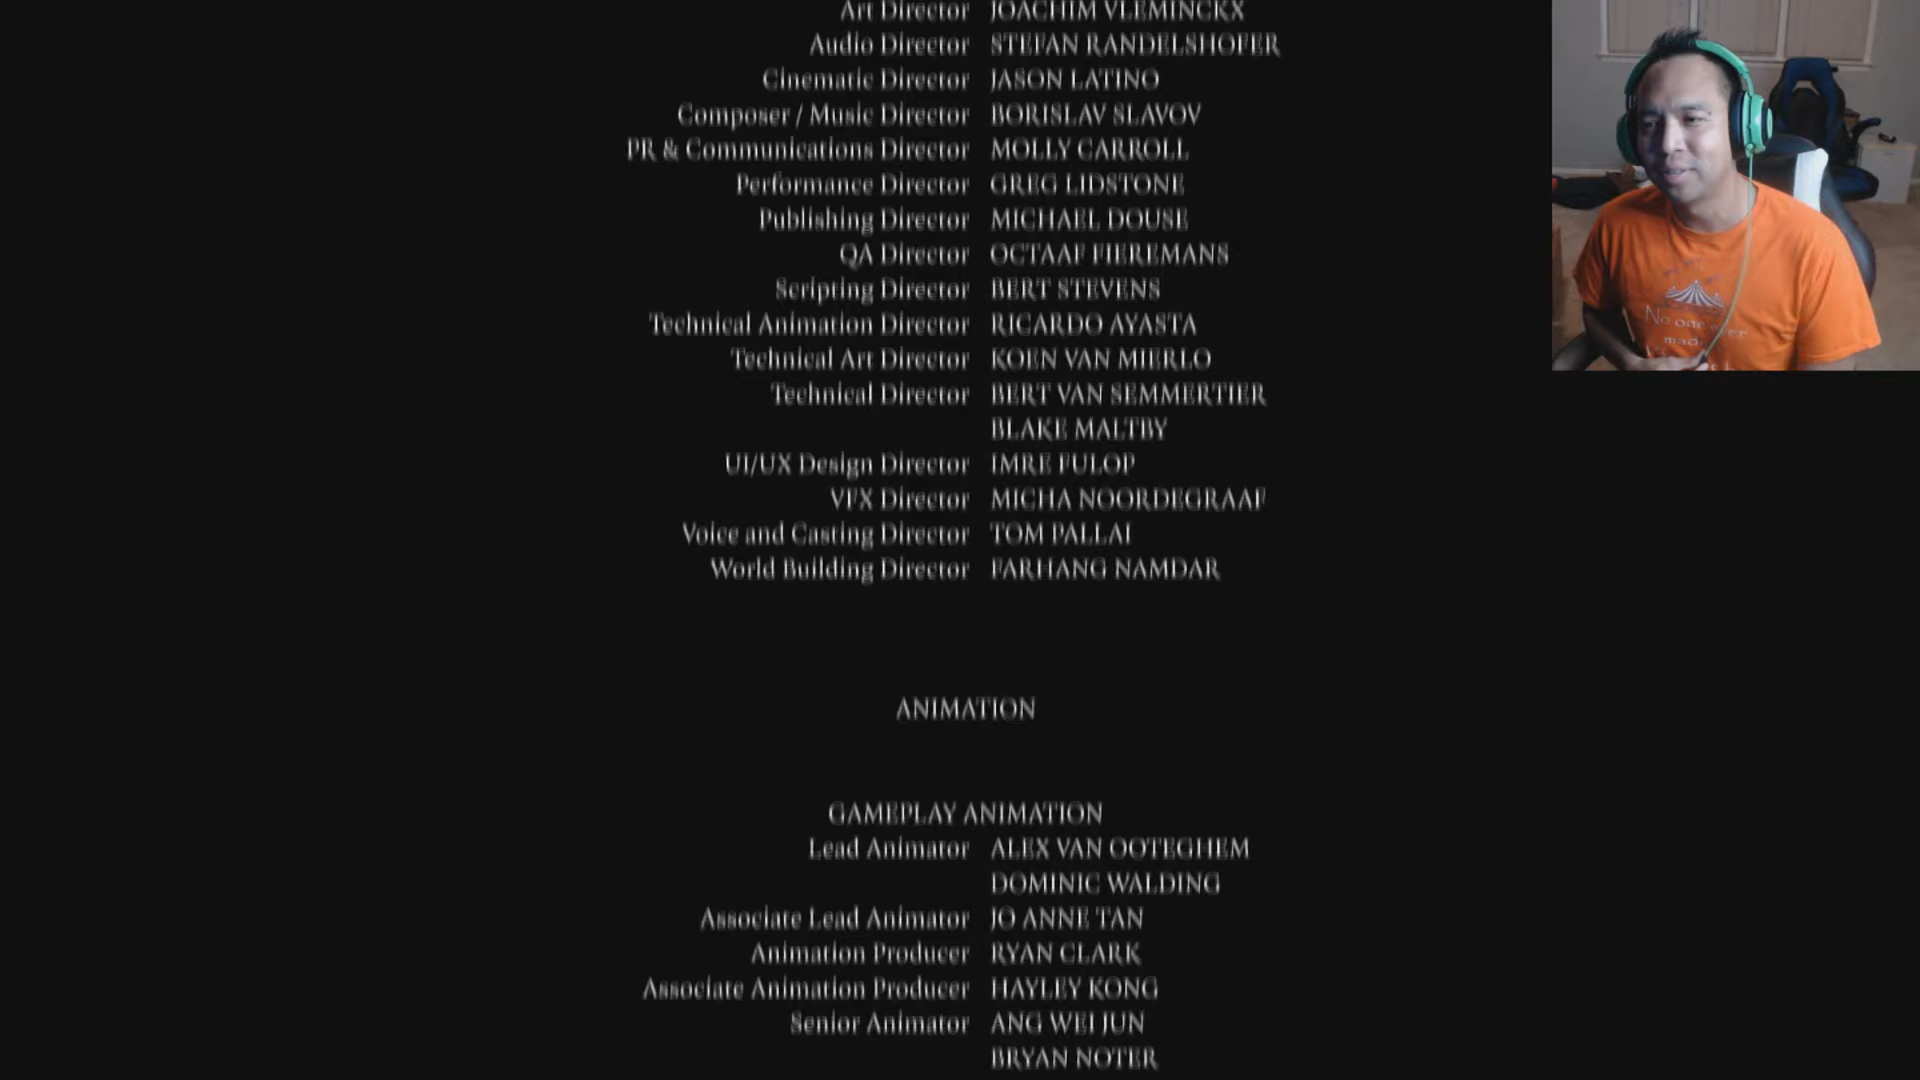 Art Director JOACHIM VLEMINCKX
Audio Director STEFAN RANDELSHOFER
Cinematic Director JASON LATINO
Composer / Music Director BORISLAV SLAVOV
PR & Communications Director MOLLY CARROLL
Performance Director GREG LIDSTONE
Publishing Director MICHAEL DOUSE
QA Director OCTAAF FIEREMANS
Scripting Director BERT STEVENS
Technical Animation Director RICARDO AYASTA
Technical Art Director KOEN VAN MIERLO
Technical Director BERT VAN SEMMERTIER
BLAKE MALTBY
UI/UX Design Director IMRE FULOP
VFX Director MICHA NOORDEGRAAF
Voice and Casting Director TOM PALLAI
World Building Director FARHANG NAMDAR
ANIMATION
GAMEPLAY ANIMATION
Lead Animator ALEX VAN OOTEGHEM
DOMINIC WALDING
Associate Lead Animator JO ANNE TAN
Animation Producer RYAN CLARK
Associate Animation Producer HAYLEY KONG
Senior Animator ANG WEI JUN
BRYAN NOTER
No one ever